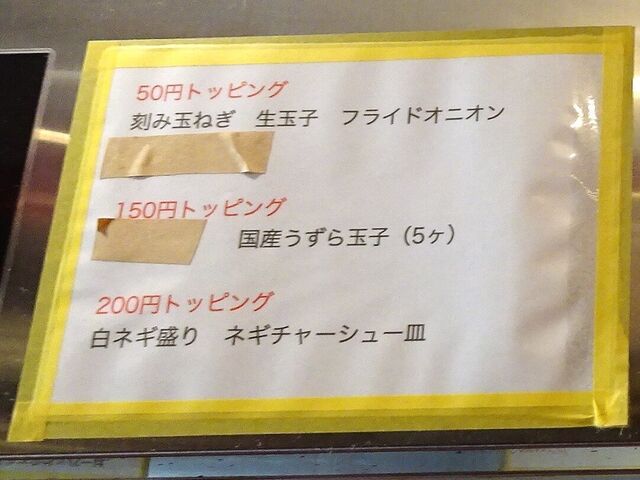 50円トッピング
刻み玉ねぎ　生玉子　フライドオニオン
150円トッピング
国産うずら玉子（5ヶ）
200円トッピング
白ネギ盛り　ネギチャーシュー皿